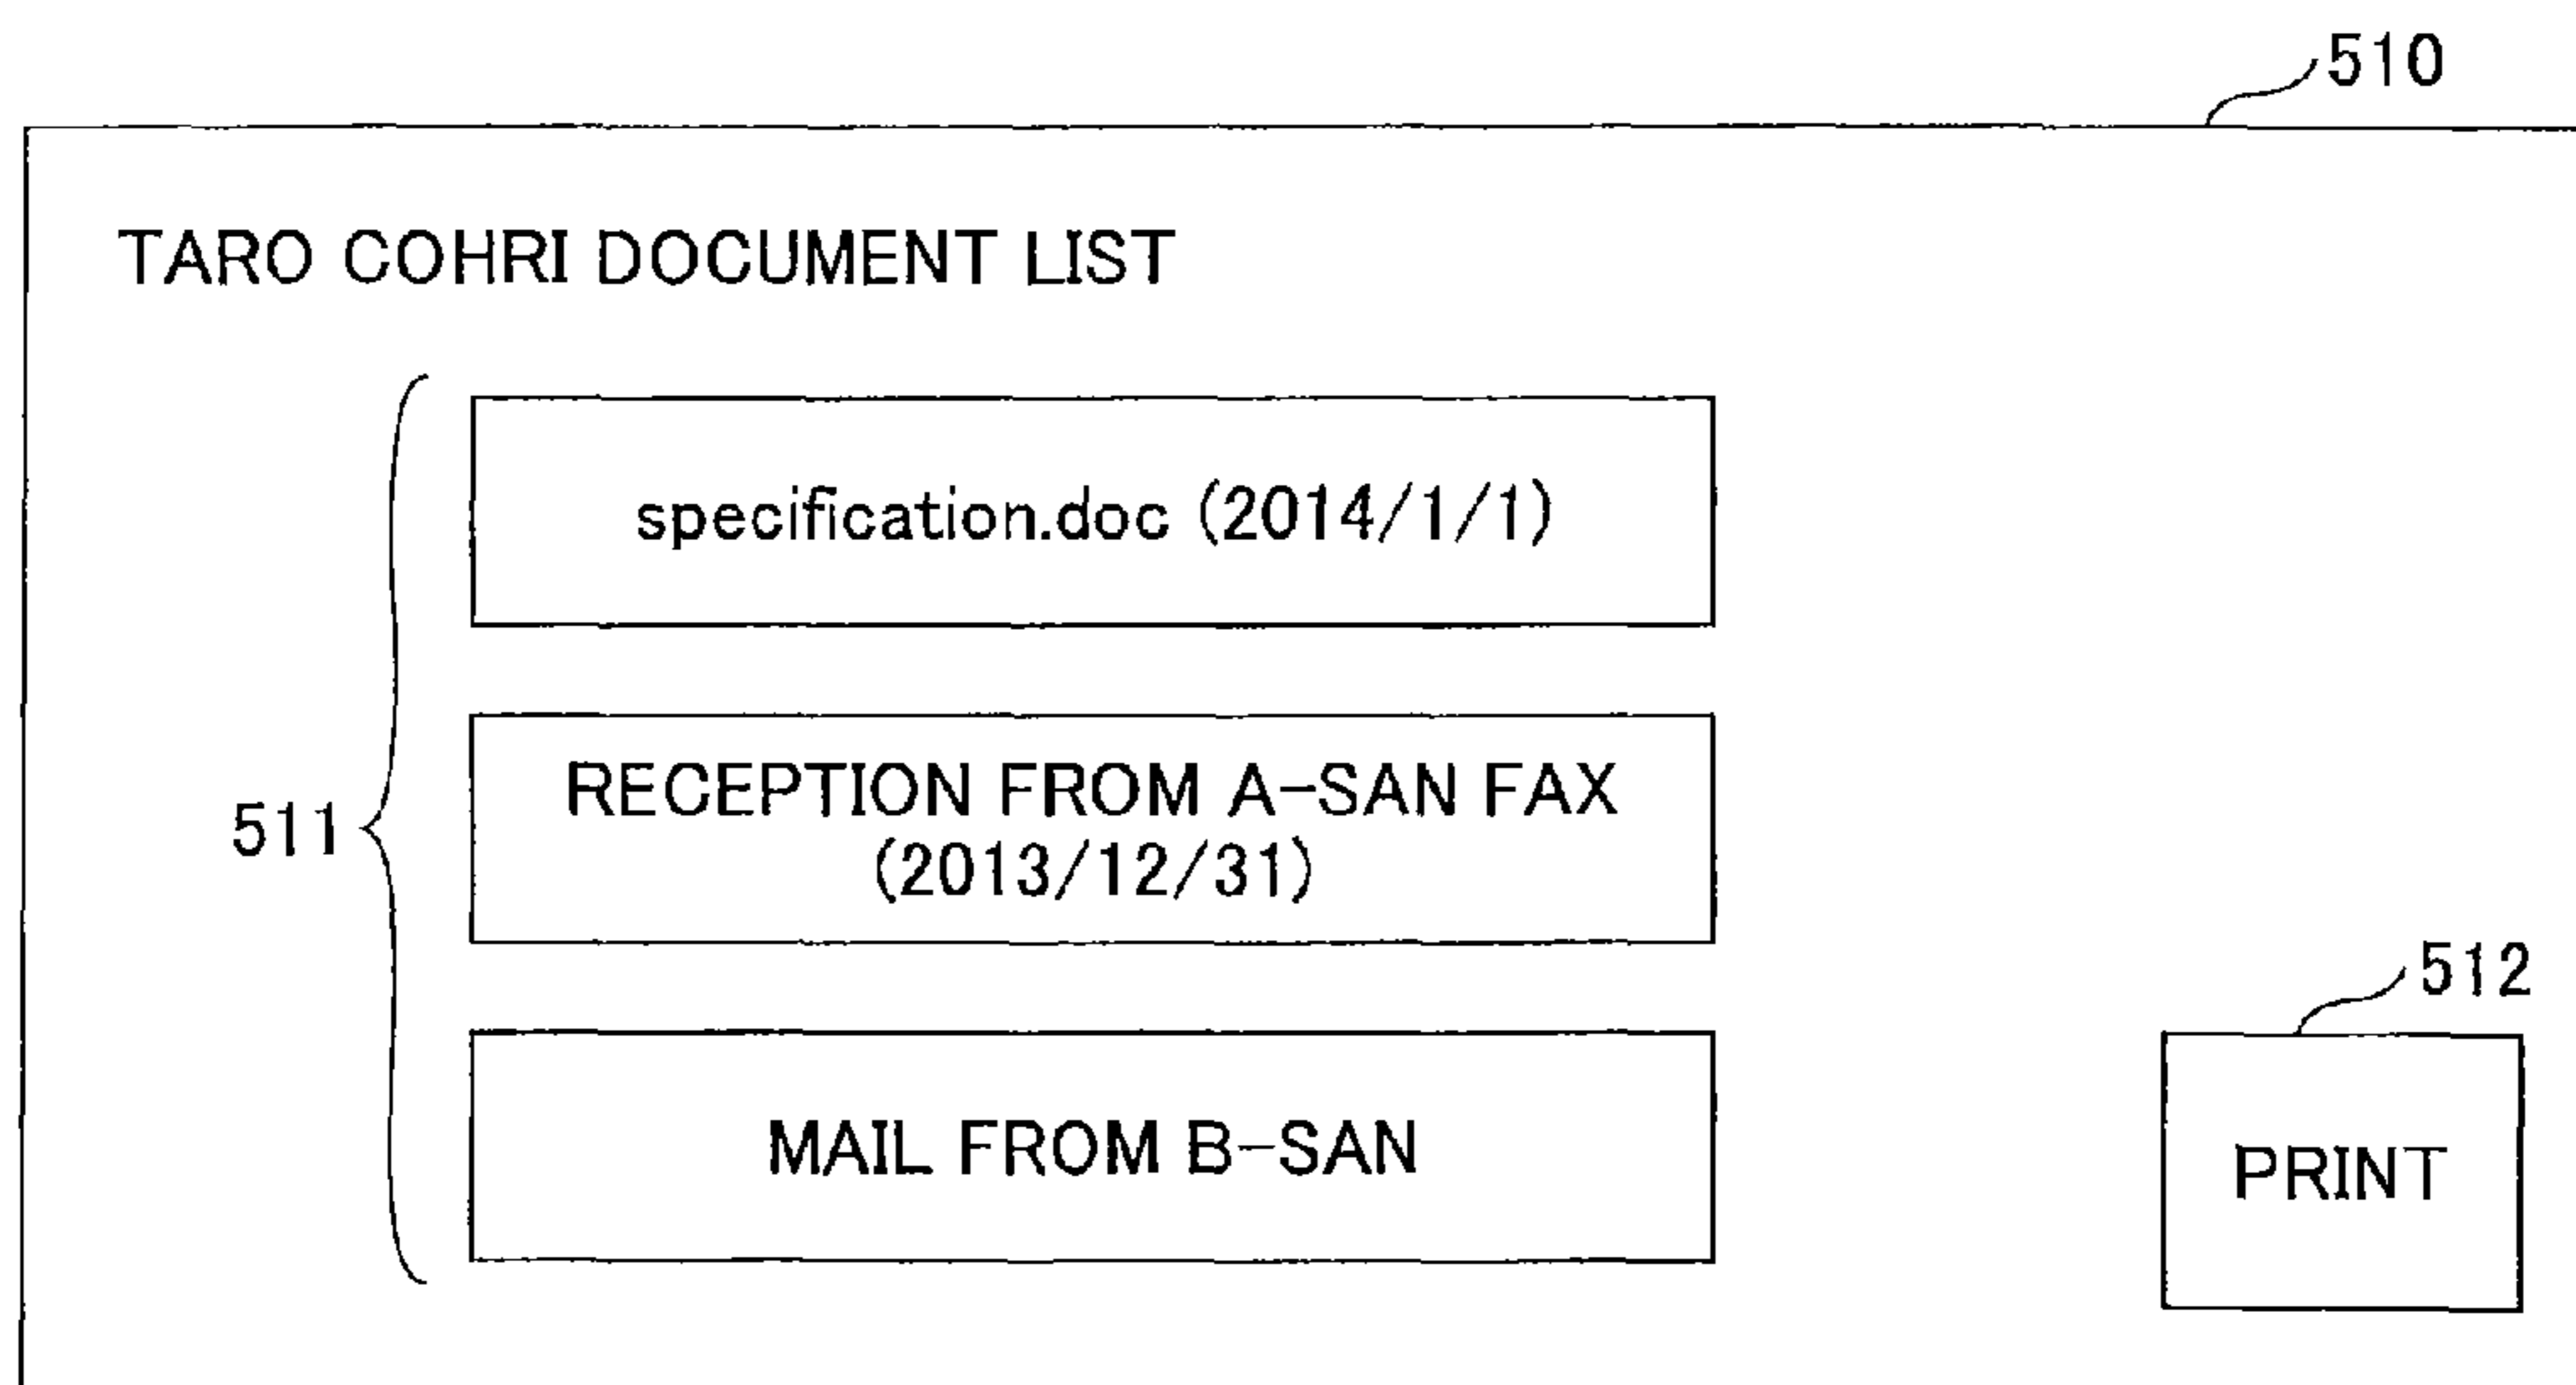 510
TARO COHRI DOCUMENT LIST
specification.doc (2014/1/1)
511
RECEPTION FROM A-SAN FAX
(2013/12/31)
512
MAIL FROM B-SAN
PRINT